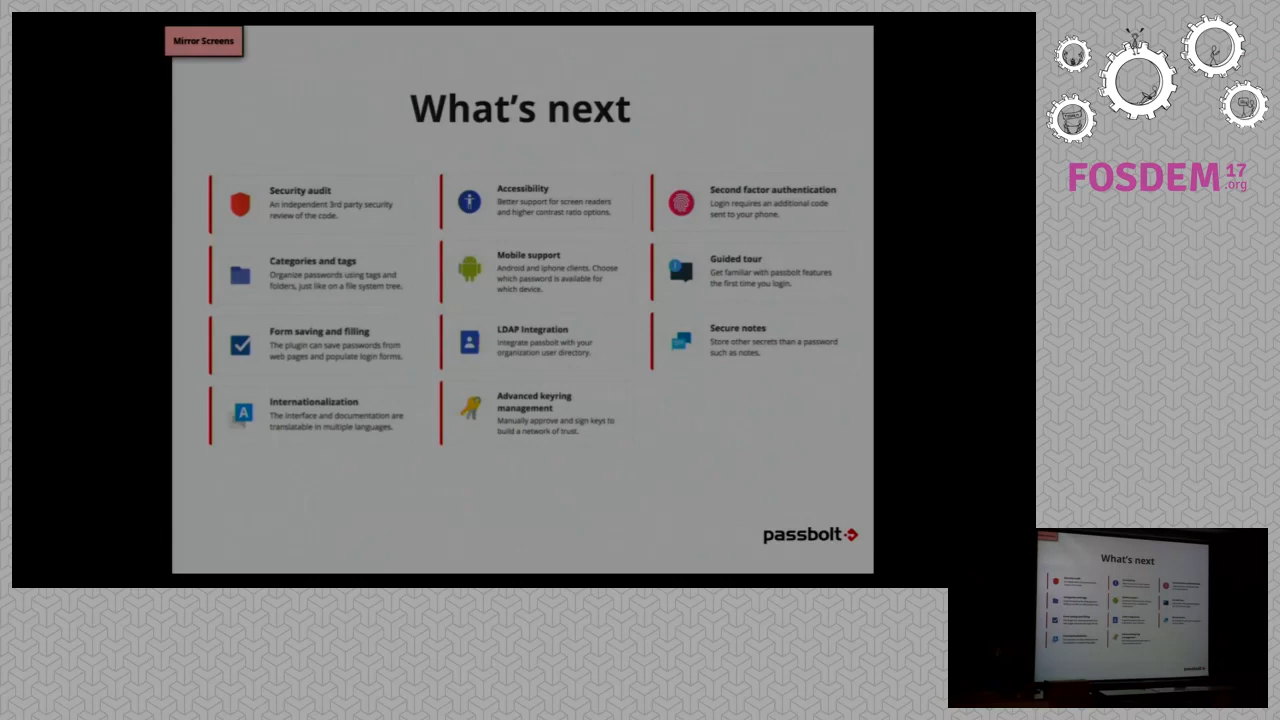 Mirror Screens
What's next
Security audit
An independent 3rd party security
review of the code.
Categories and tags
Organize passwords using tags and
folders, just like on a file system tree.
Form saving and filling
The plugin can save passwords from
web pages and populate login forms.
Internationalization
The interface and documentation are
translatable in multiple languages.
Accessibility
Better support for screen readers
and higher contrast ratio options.
Mobile support
Android and iphone clients. Choose
which password is available for
which device.
LDAP Integration
Integrate passbolt with your
organization user directory.
Advanced keyring
management
Manually approve and sign keys to
build a network of trust.
Second factor authentication
Login requires an additional code
sent to your phone.
Guided tour
Get familiar with passbolt features
the first time you login.
Secure notes
Store other secrets than a password
such as notes.
passbolt
FOSDEM 17
.org
What's next
passbolt